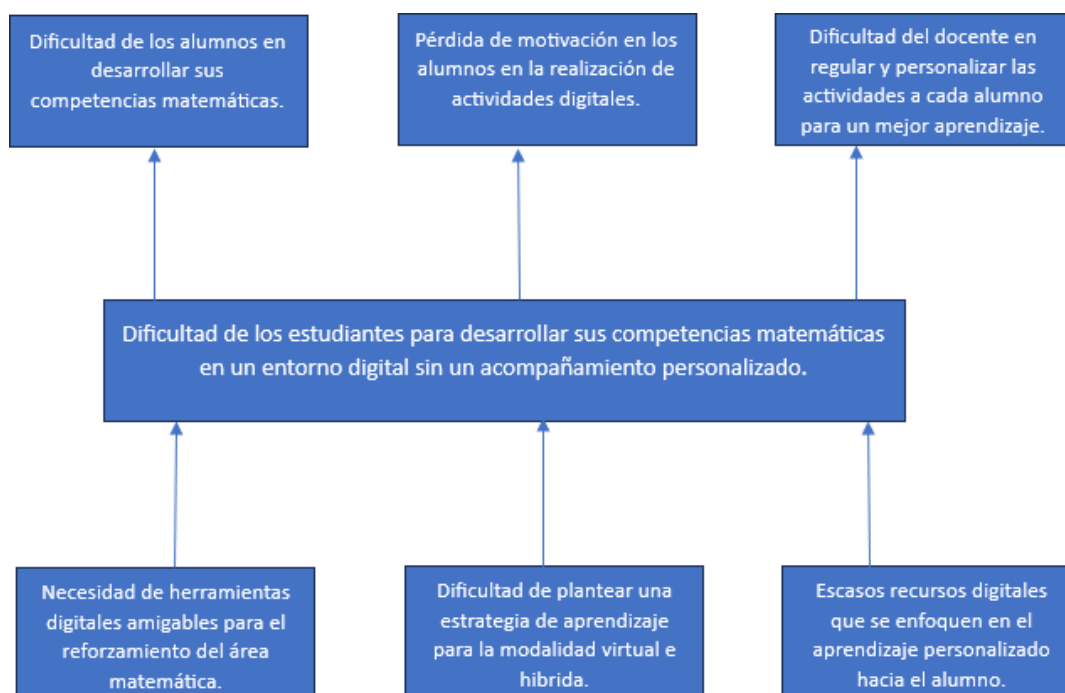 Dificultad de los alumnos en
desarrollar sus
competencias matemáticas.
Pérdida de motivación en los
alumnos en la realización de
actividades digitales.
Dificultad del docente en
regular y personalizar las
actividades a cada alumno
para un mejor aprendizaje.
Dificultad de los estudiantes para desarrollar sus competencias matemáticas
en un entorno digital sin un acompañamiento personalizado.
Necesidad de herramientas
digitales amigables para el
reforzamiento del área
matemática.
Dificultad de plantear una
estrategia de aprendizaje
para la modalidad virtual e
hibrida.
Escasos recursos digitales
que se enfoquen en el
aprendizaje personalizado
hacia el alumno.